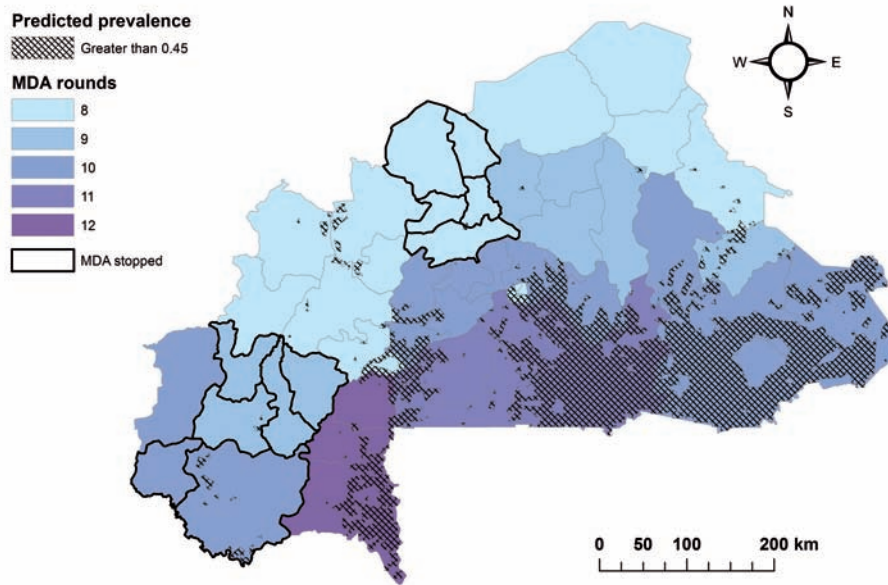 Predicted prevalence
Greater than 0.45
MDA rounds
8
9
10
11
12
MDA stopped
N
W E
S
0 50 100 200 km